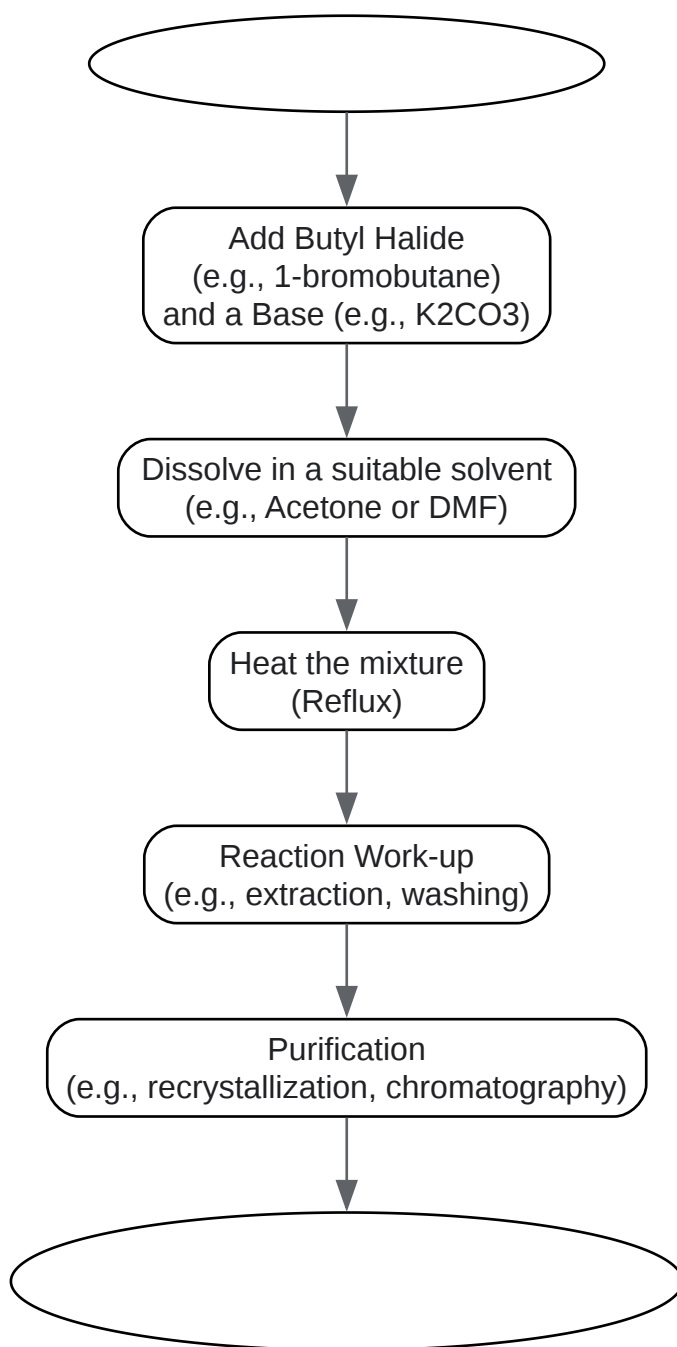 Add Butyl Halide
(e.g., 1-bromobutane)
and a Base (e.g., K2CO3)
Dissolve in a suitable solvent
(e.g., Acetone or DMF)
Heat the mixture
(Reflux)
Reaction Work-up
(e.g., extraction, washing)
Purification
(e.g., recrystallization, chromatography)